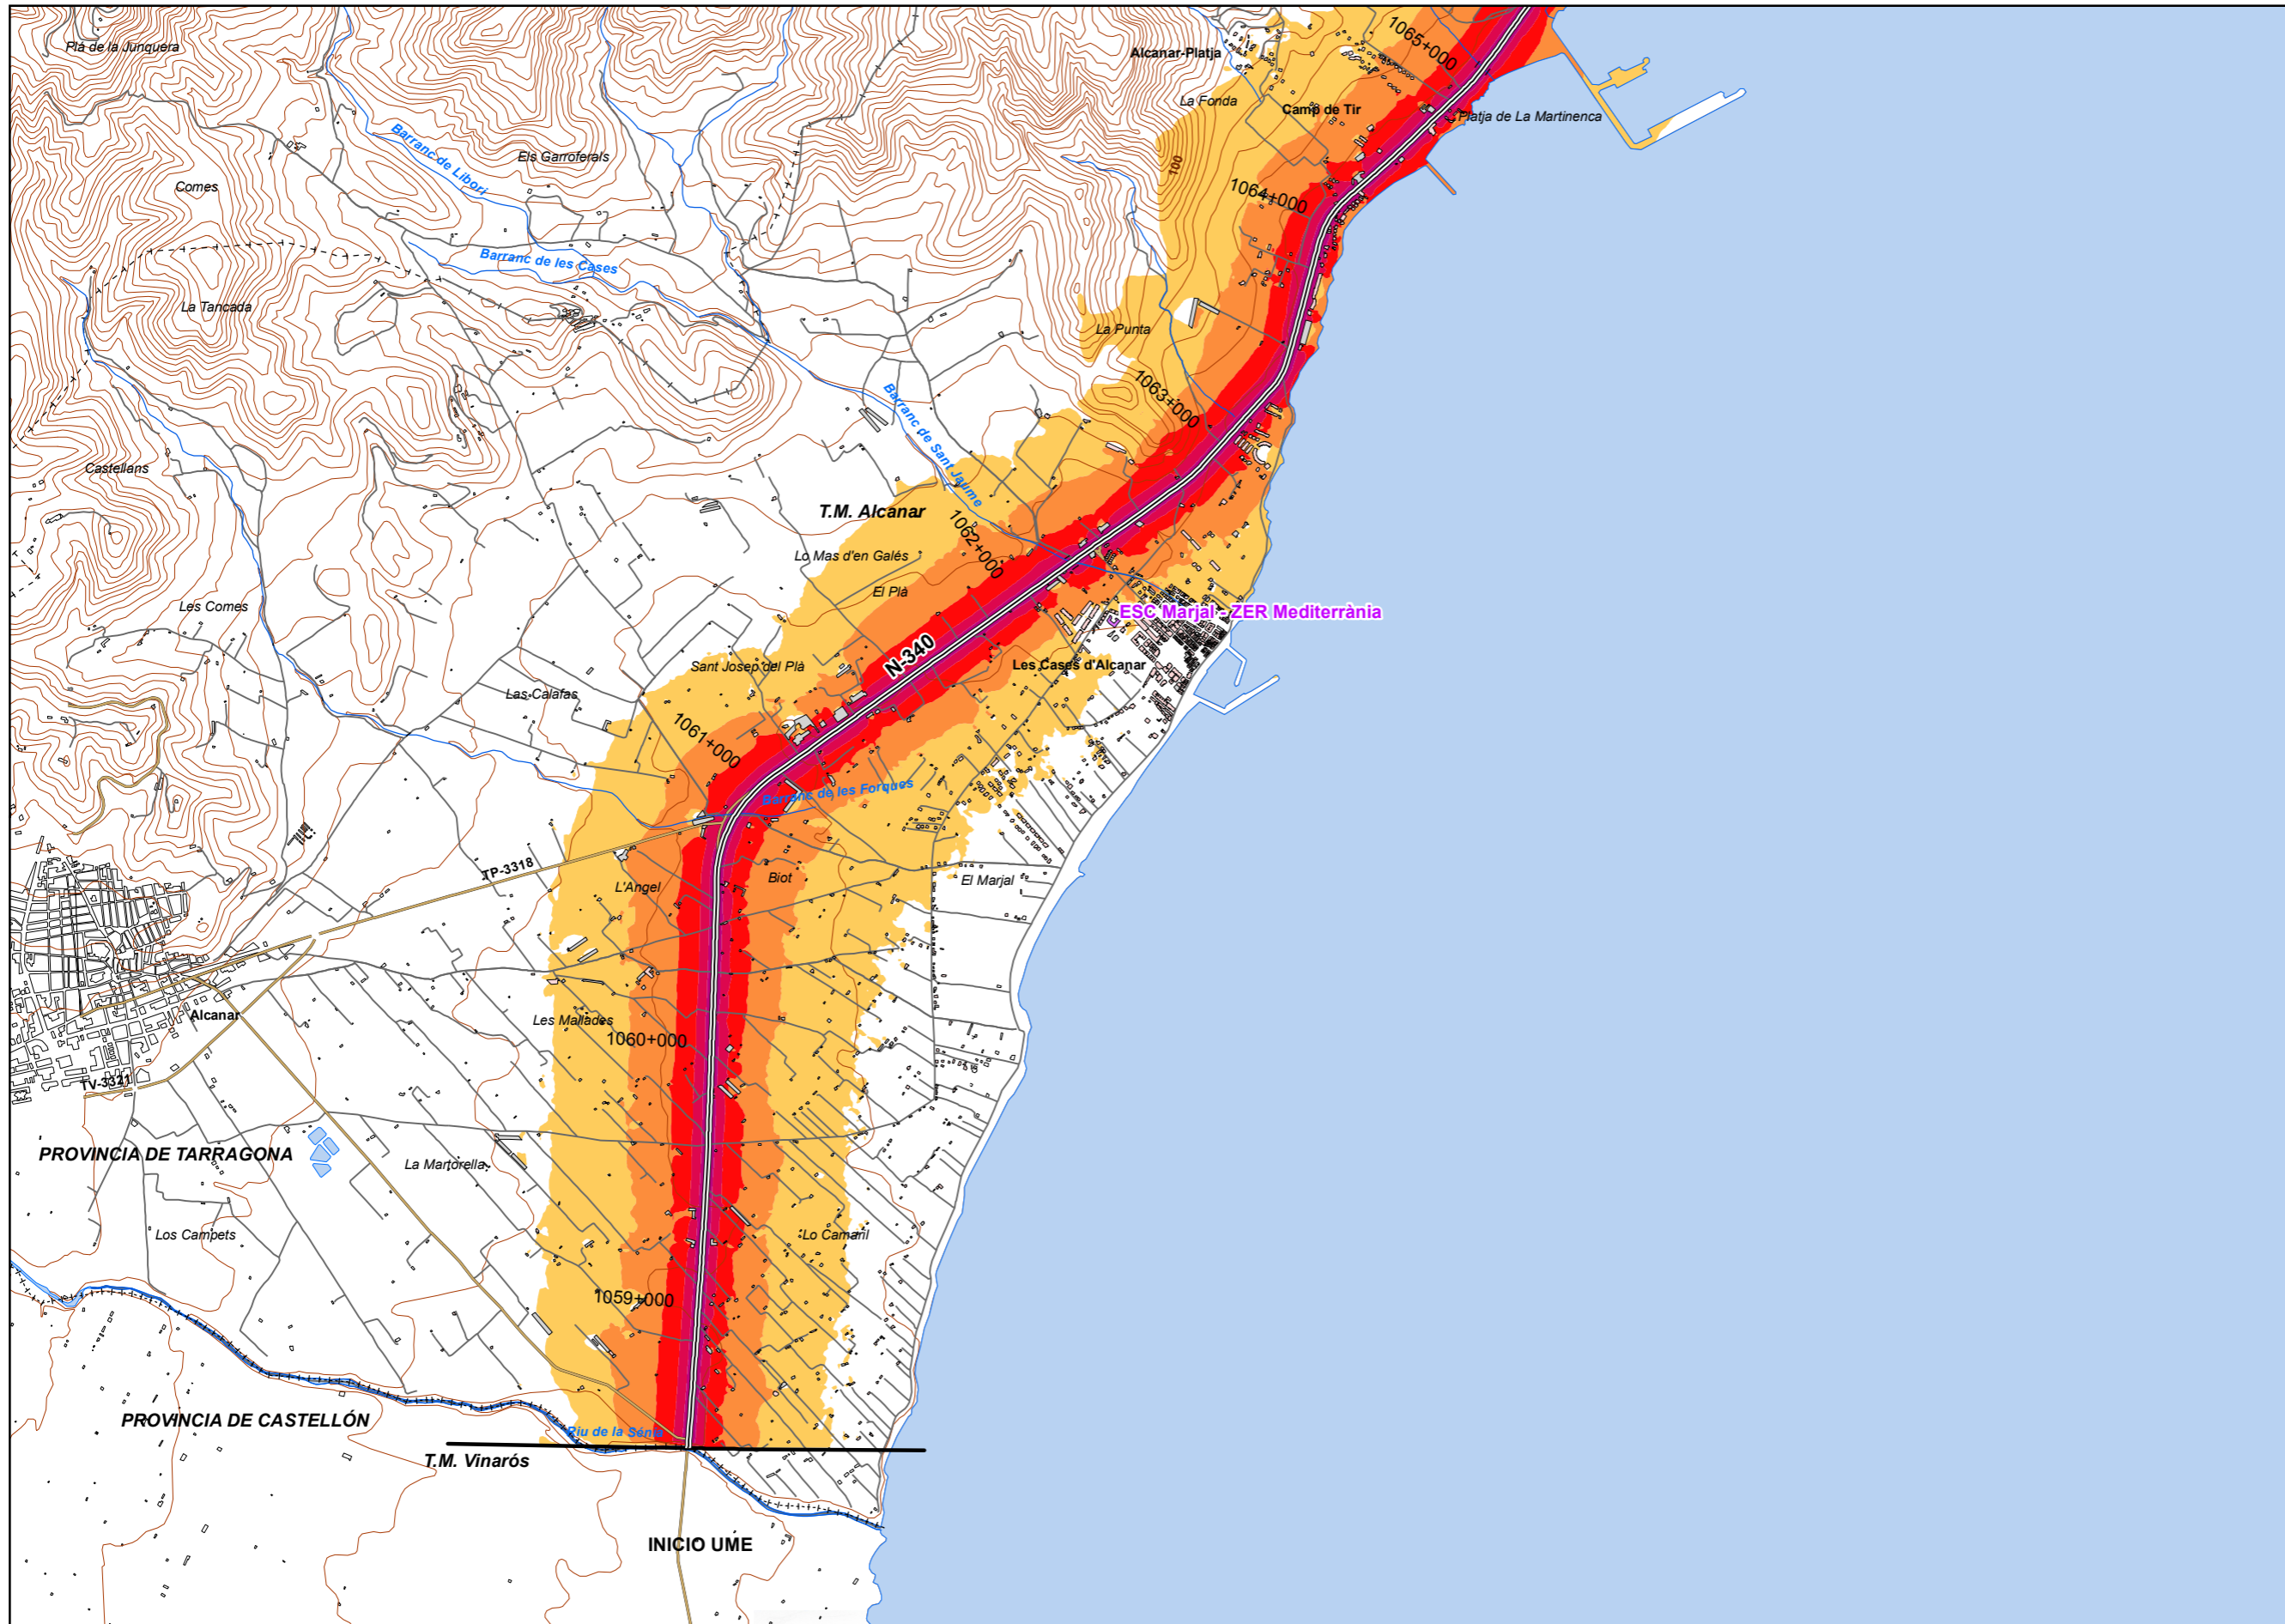 Plá de la Junquera
Alcanar-Platja
1065+000
La Fonda
Camp de Tir
Platja de La Martinenca
Barranc de Libori
Els Garroferals
100
Comes
1064+000
Barranc de les Cases
La Tancada
La Punta
1063+000
Barranc de Sant Jaume
Castellans
T.M. Alcanar
1062+000
Lo Mas d'en Galés
El Plà
Les Comes
ESC Marjal - ZER Mediterrània
N-340
Sant Josep del Plà
Les Cases d'Alcanar
Las Calafas
1061+000
Barranc de les Forques
TP-3318
L'Angel
Biot
El Marjal
Alcanar
Les Mallades
1060+000
TV-3321
PROVINCIA DE TARRAGONA
La Martorella
Los Campets
Lo Camaril
1059+000
PROVINCIA DE CASTELLÓN
Riu de la Sénia
T.M. Vinarós
INICIO UME